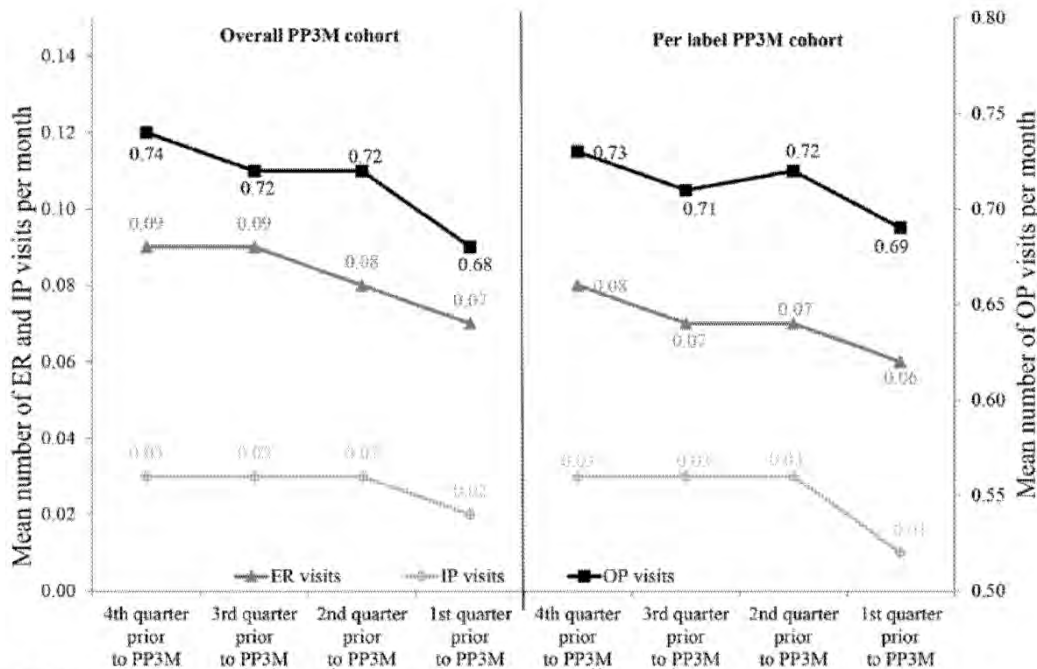 Overall PP3M cohort
Per label PP3M cohort
Mean number of ER and IP visits per month
0.14
0.12
0.10
0.08
0.06
0.04
0.02
0.00
0.74
0.72
0.72
0.68
0.09
0.09
0.08
0.07
0.03
0.03
0.03
0.02
0.73
0.71
0.72
0.69
0.08
0.07
0.07
0.06
0.03
0.03
0.03
0.01
0.80
0.75
0.70
0.65
0.60
0.55
0.50
Mean number of OP visits per month
ER visits
IP visits
OP visits
4th quarter prior to PP3M
3rd quarter prior to PP3M
2nd quarter prior to PP3M
1st quarter prior to PP3M
4th quarter prior to PP3M
3rd quarter prior to PP3M
2nd quarter prior to PP3M
1st quarter prior to PP3M